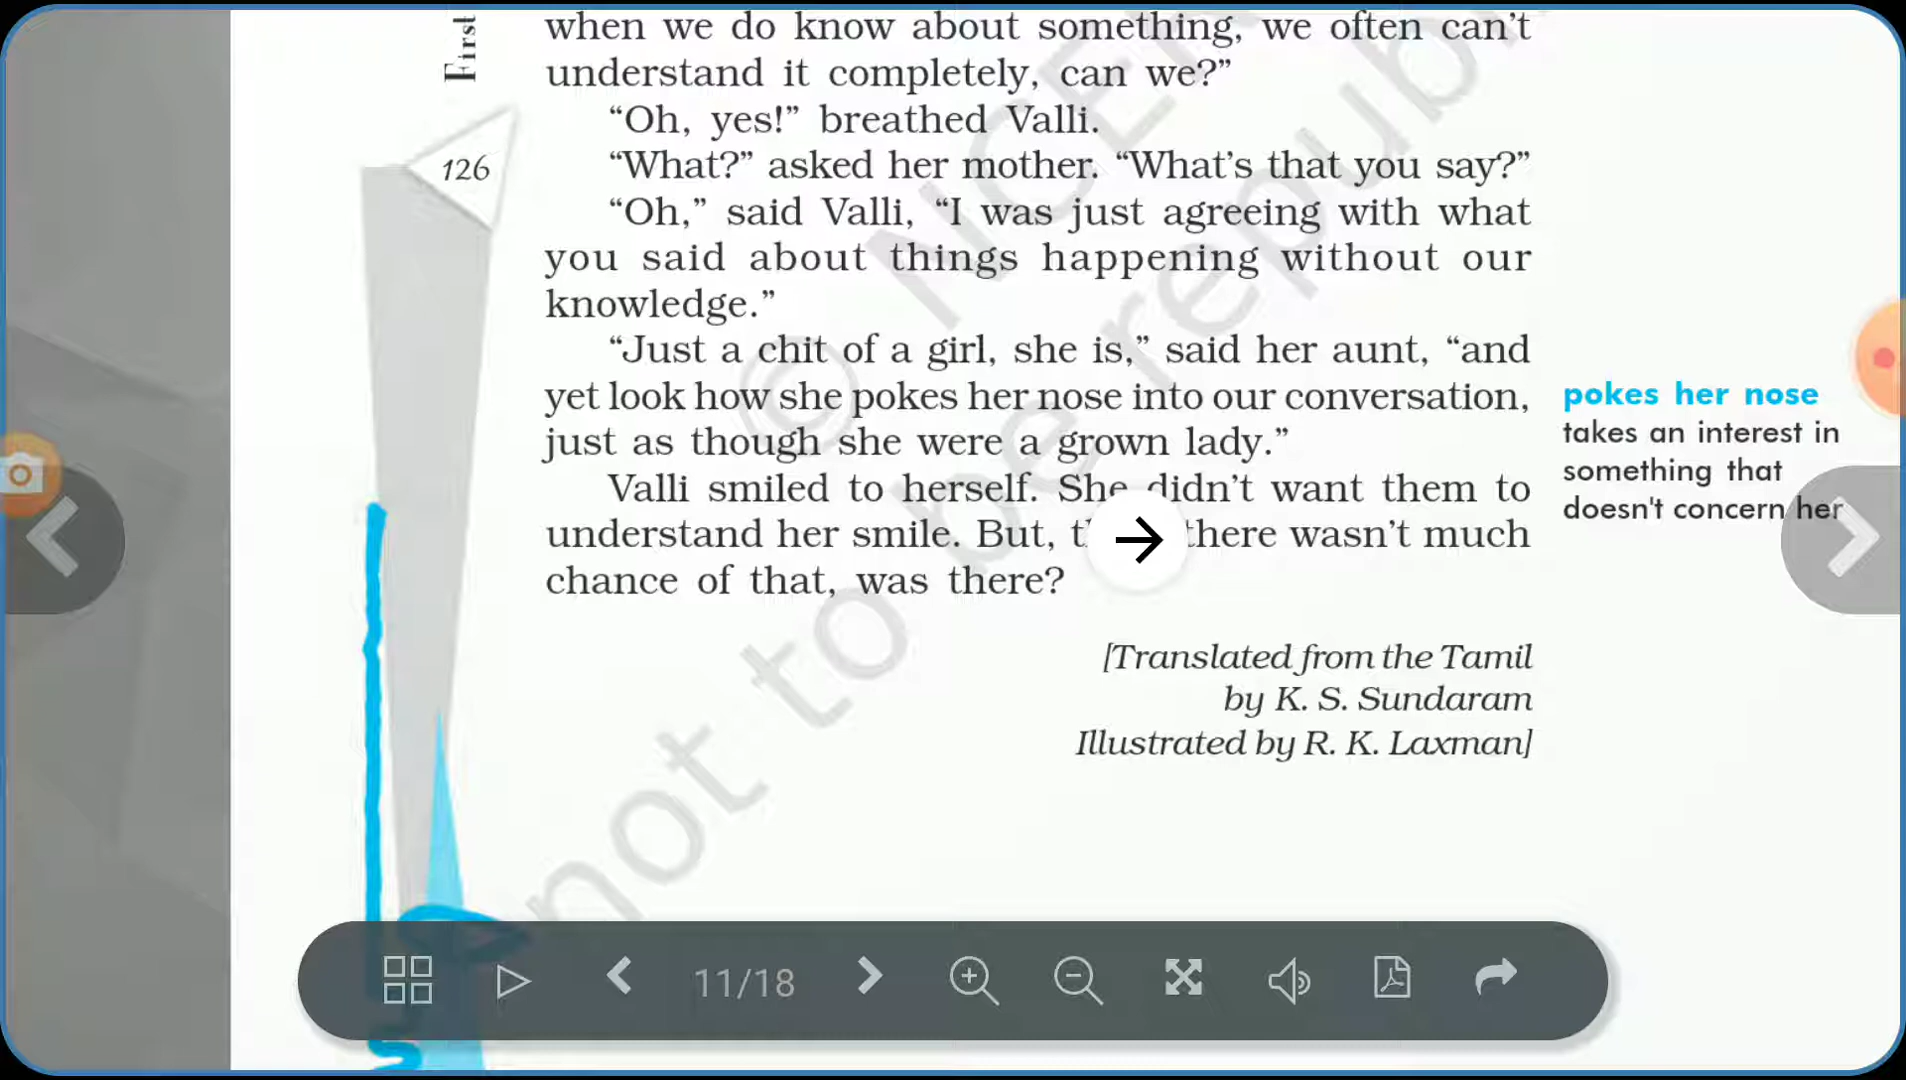 First
when we do know about something, we often can't
understand it completely, can we?”
“Oh, yes!” breathed Valli.
126
“What?” asked her mother. “What's that you say?”
“Oh,” said Valli, “I was just agreeing with what
you said about things happening without our
knowledge.”
“Just a chit of a girl, she is,” said her aunt, “and
yet look how she pokes her nose into our conversation,
just as though she were a grown lady.”
pokes her nose
takes an interest in
something that
doesn't concern her
Valli smiled to herself. She didn't want them to
understand her smile. But, there wasn't much
chance of that, was there?
[Translated from the Tamil
by K. S. Sundaram
Illustrated by R. K. Laxman]
© NCERT
not to be republ
11/18